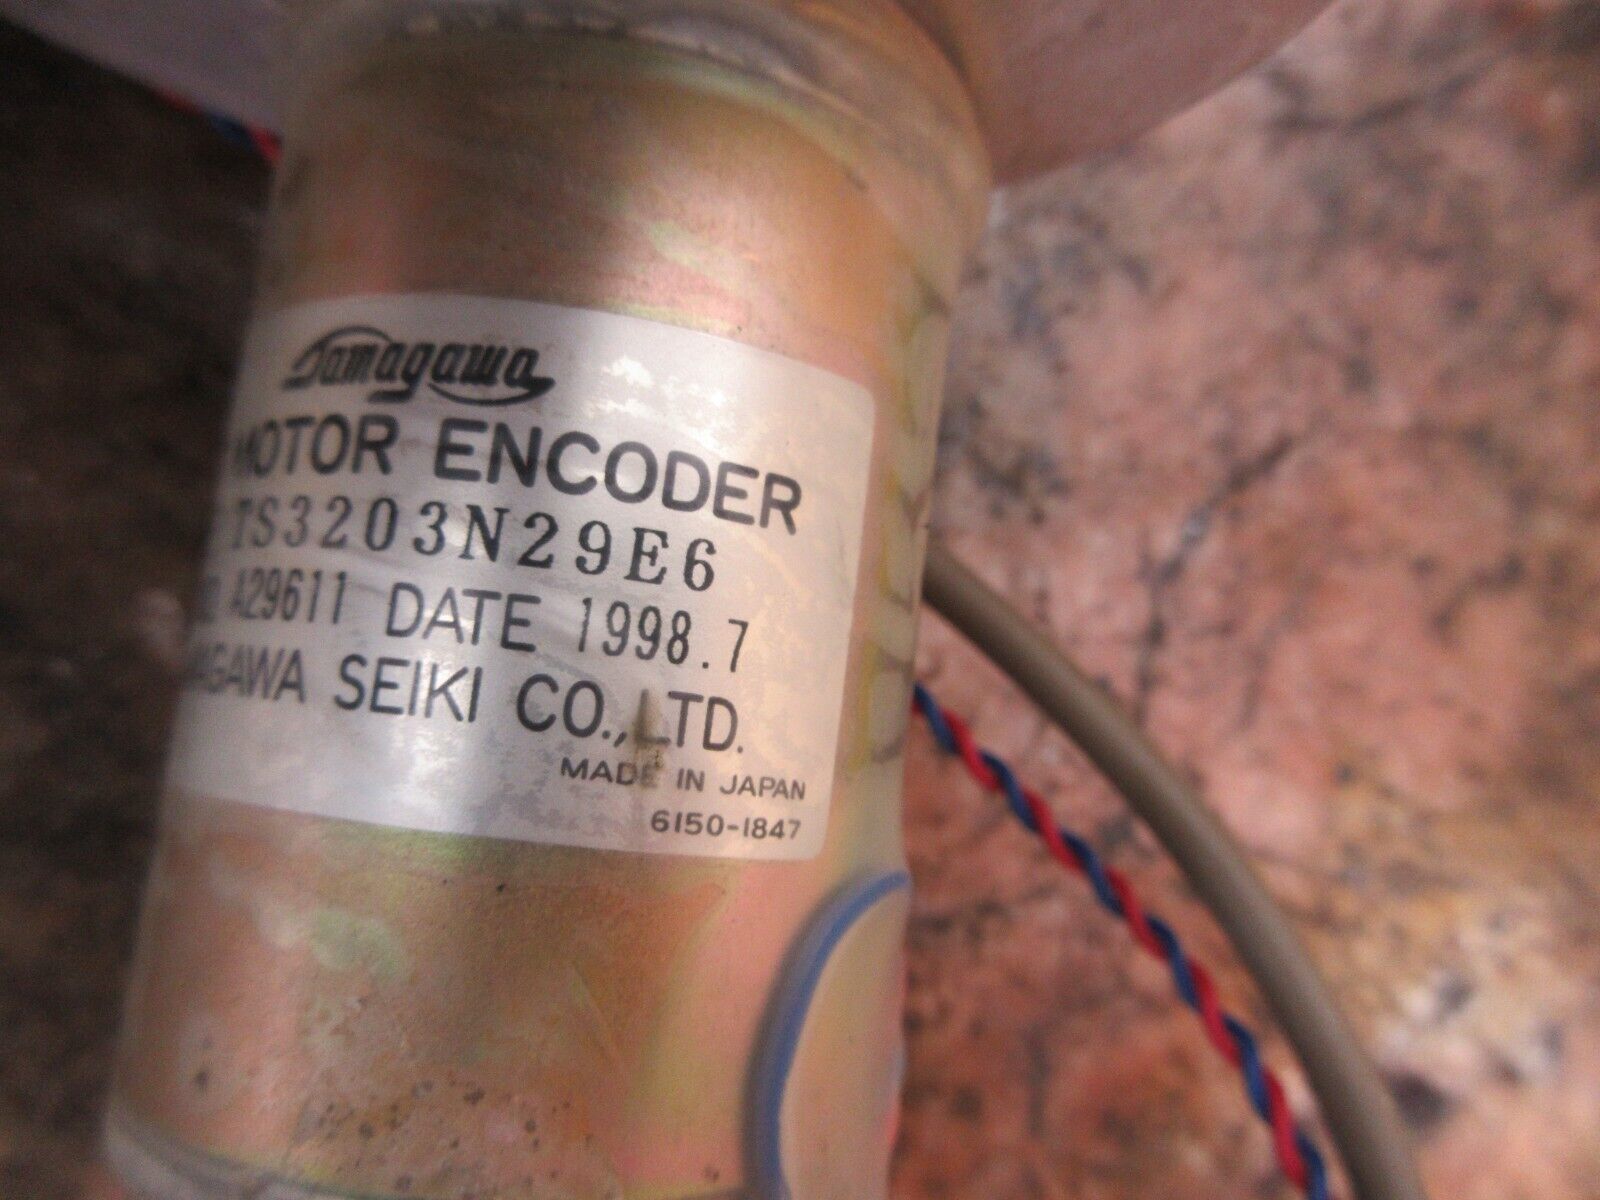 Tamagawa
MOTOR ENCODER
TS3203N29E6
A29611 DATE 1998.7
AGAWA SEIKI CO., LTD.
MADE IN JAPAN
6150-1847